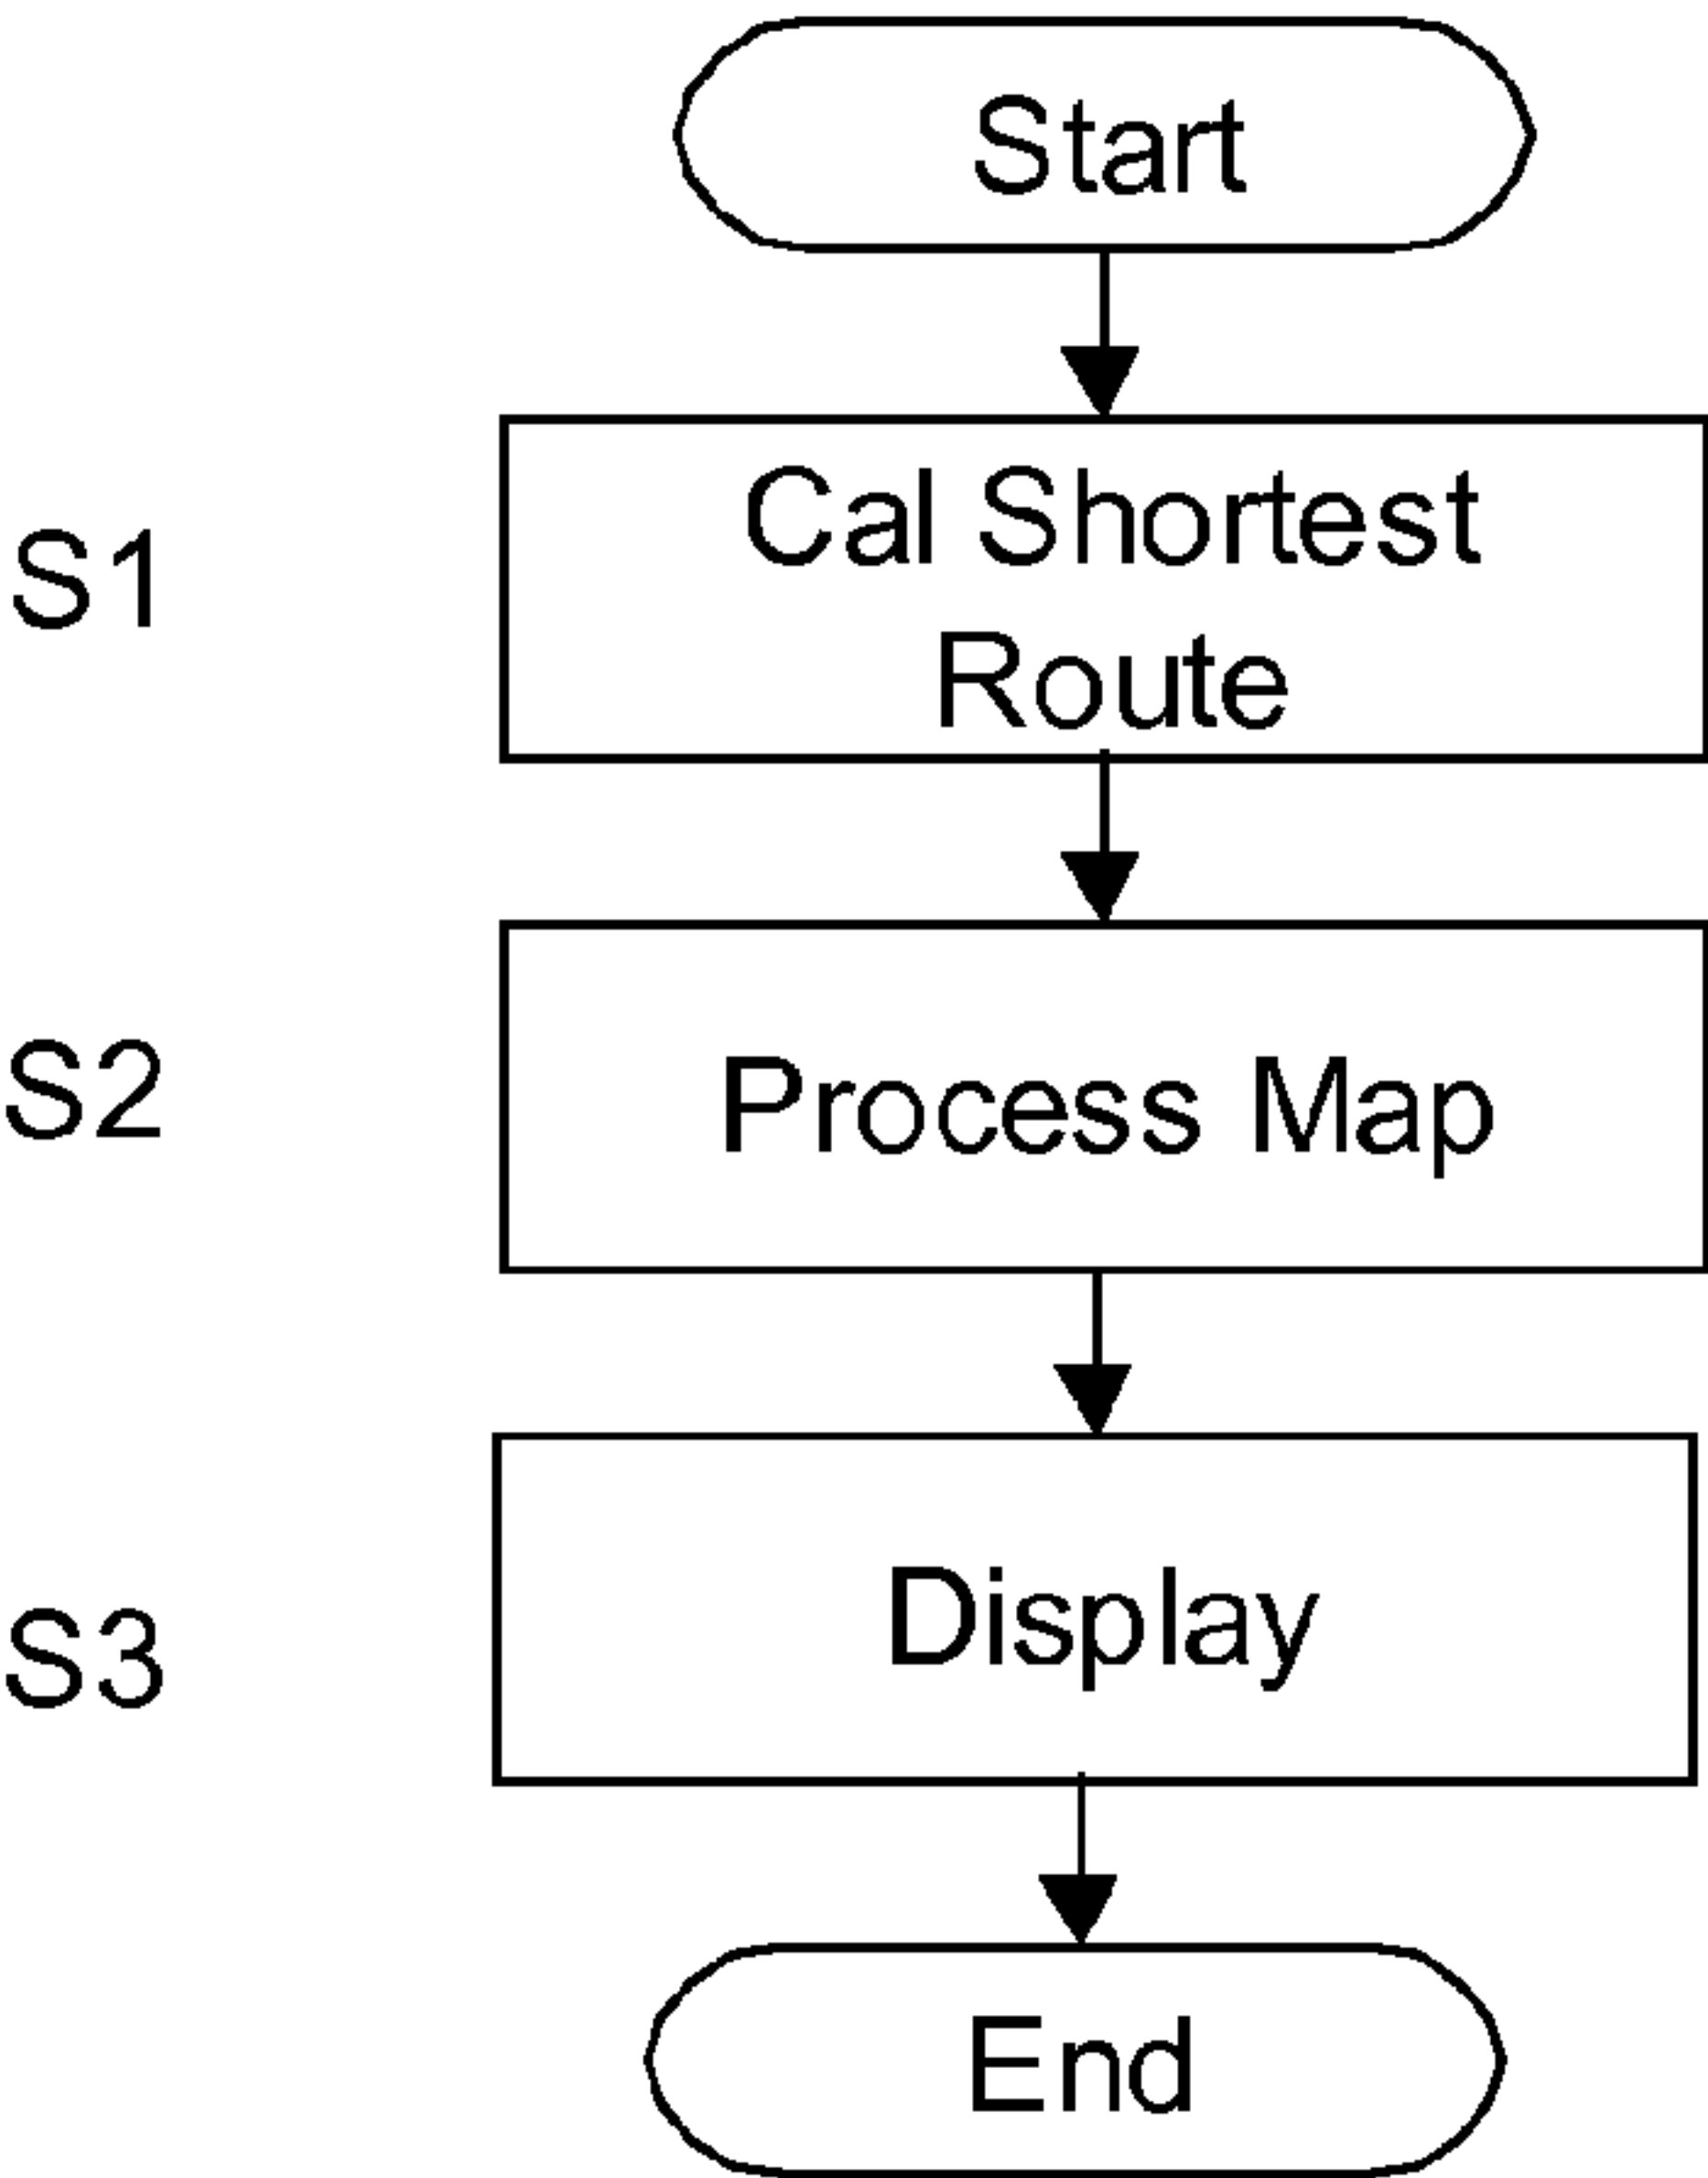 Start
S1
Cal Shortest
Route
S2
Process Map
S3
Display
End